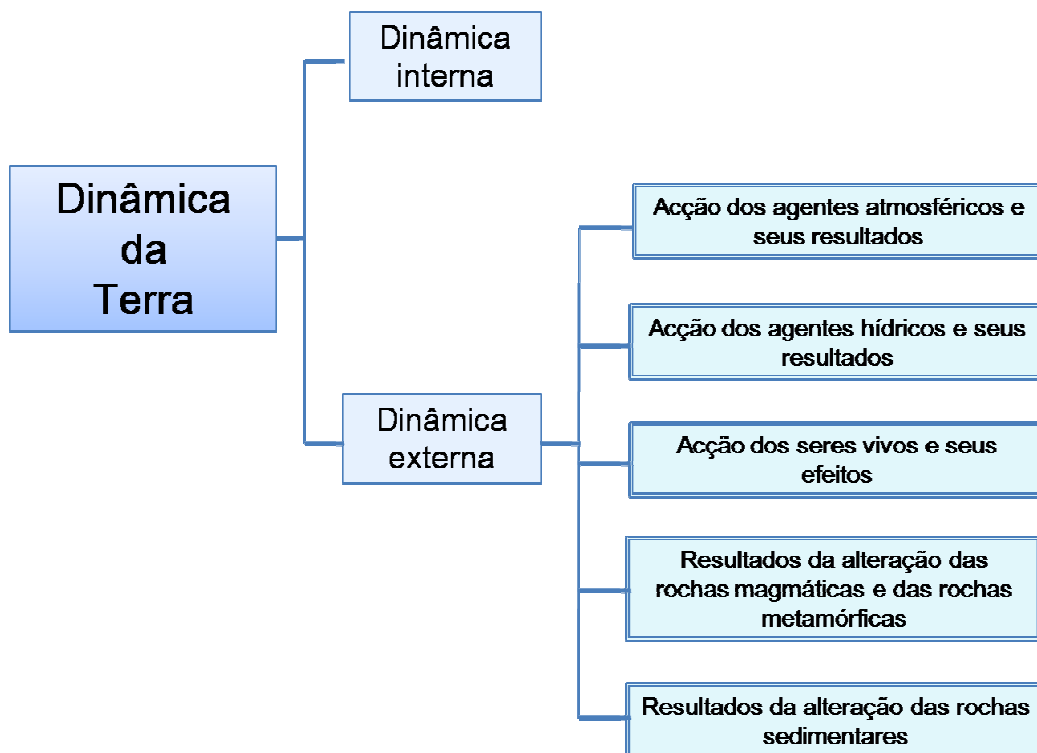 Dinâmica
interna
Dinâmica
da
Terra
Acção dos agentes atmosféricos e
seus resultados
Acção dos agentes hídricos e seus
resultados
Dinâmica
externa
Acção dos seres vivos e seus
efeitos
Resultados da alteração das
rochas magmáticas e das rochas
metamórficas
Resultados da alteração das rochas
sedimentares